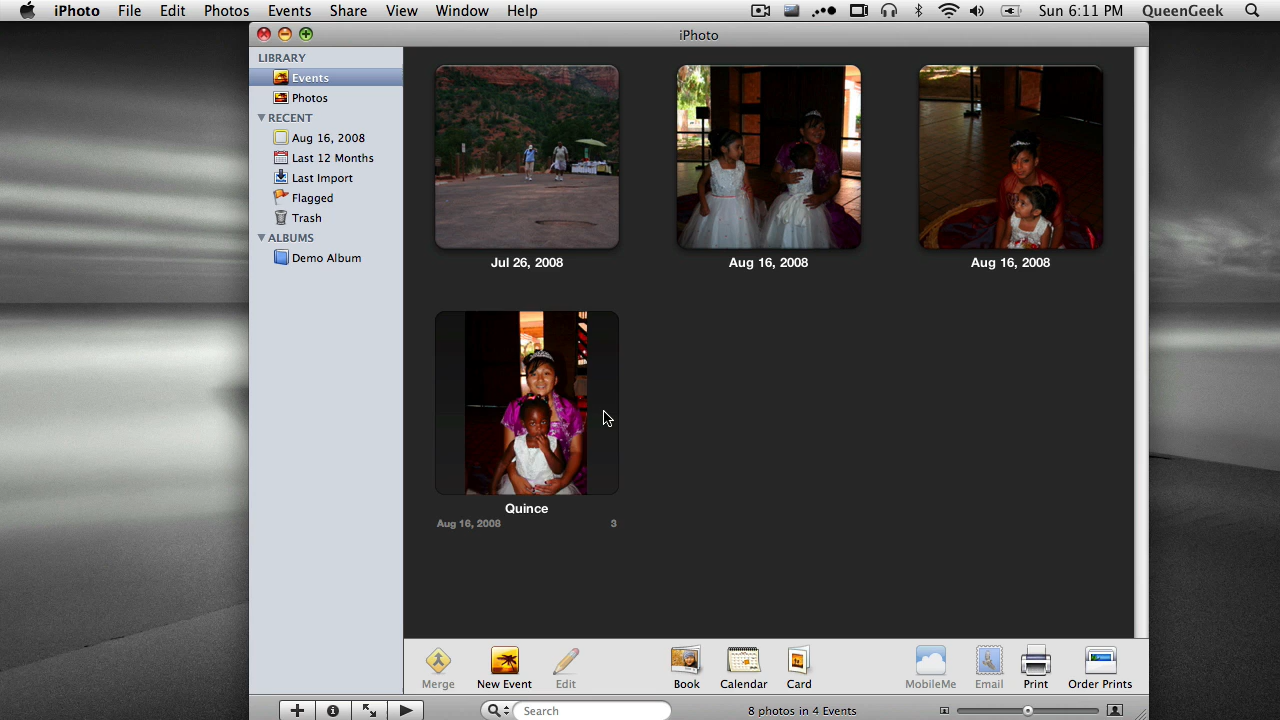 iPhoto File Edit Photos Events Share View Window Help Sun 6:11 PM QueenGeek
iPhoto
LIBRARY
Events
Photos
RECENT
Aug 16, 2008
Last 12 Months
Last Import
Flagged
Trash
ALBUMS
Demo Album
Jul 26, 2008
Aug 16, 2008
Aug 16, 2008
Quince
Aug 16, 2008 3
Merge
New Event
Edit
Book
Calendar
Card
MobileMe
Email
Print
Order Prints
Search
8 photos in 4 Events